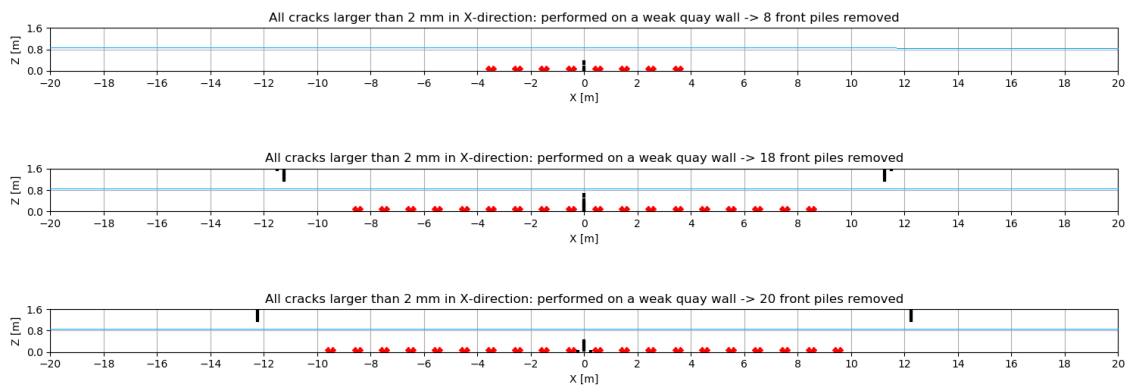 All cracks larger than 2 mm in X-direction: performed on a weak quay wall -> 8 front piles removed
Z [m]
1.6
0.8
0.0
−20 −18 −16 −14 −12 −10 −8 −6 −4 −2 0 2 4 6 8 10 12 14 16 18 20
X [m]
All cracks larger than 2 mm in X-direction: performed on a weak quay wall -> 18 front piles removed
Z [m]
1.6
0.8
0.0
−20 −18 −16 −14 −12 −10 −8 −6 −4 −2 0 2 4 6 8 10 12 14 16 18 20
X [m]
All cracks larger than 2 mm in X-direction: performed on a weak quay wall -> 20 front piles removed
Z [m]
1.6
0.8
0.0
−20 −18 −16 −14 −12 −10 −8 −6 −4 −2 0 2 4 6 8 10 12 14 16 18 20
X [m]